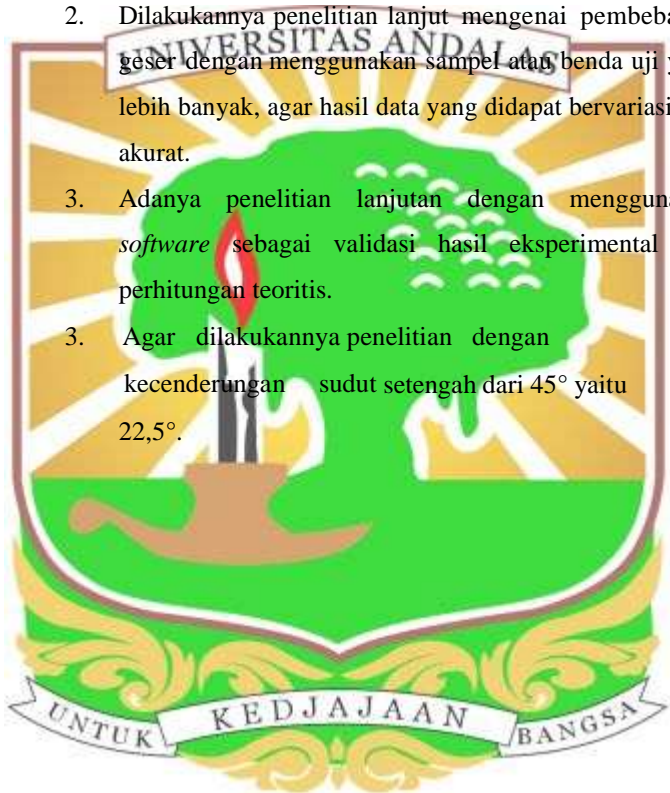 2. Dilakukannya penelitian lanjut mengenai pembeba
UNIVERSITAS ANDALAS
geser dengan menggunakan sampel atau benda uji
lebih banyak, agar hasil data yang didapat bervariasi
akurat.
3. Adanya penelitian lanjutan dengan mengguna
software sebagai validasi hasil eksperimental
perhitungan teoritis.
3. Agar dilakukannya penelitian dengan
kecenderungan sudut setengah dari 45° yaitu
22,5°.
UNTUK KEDJAJAAN BANGSA